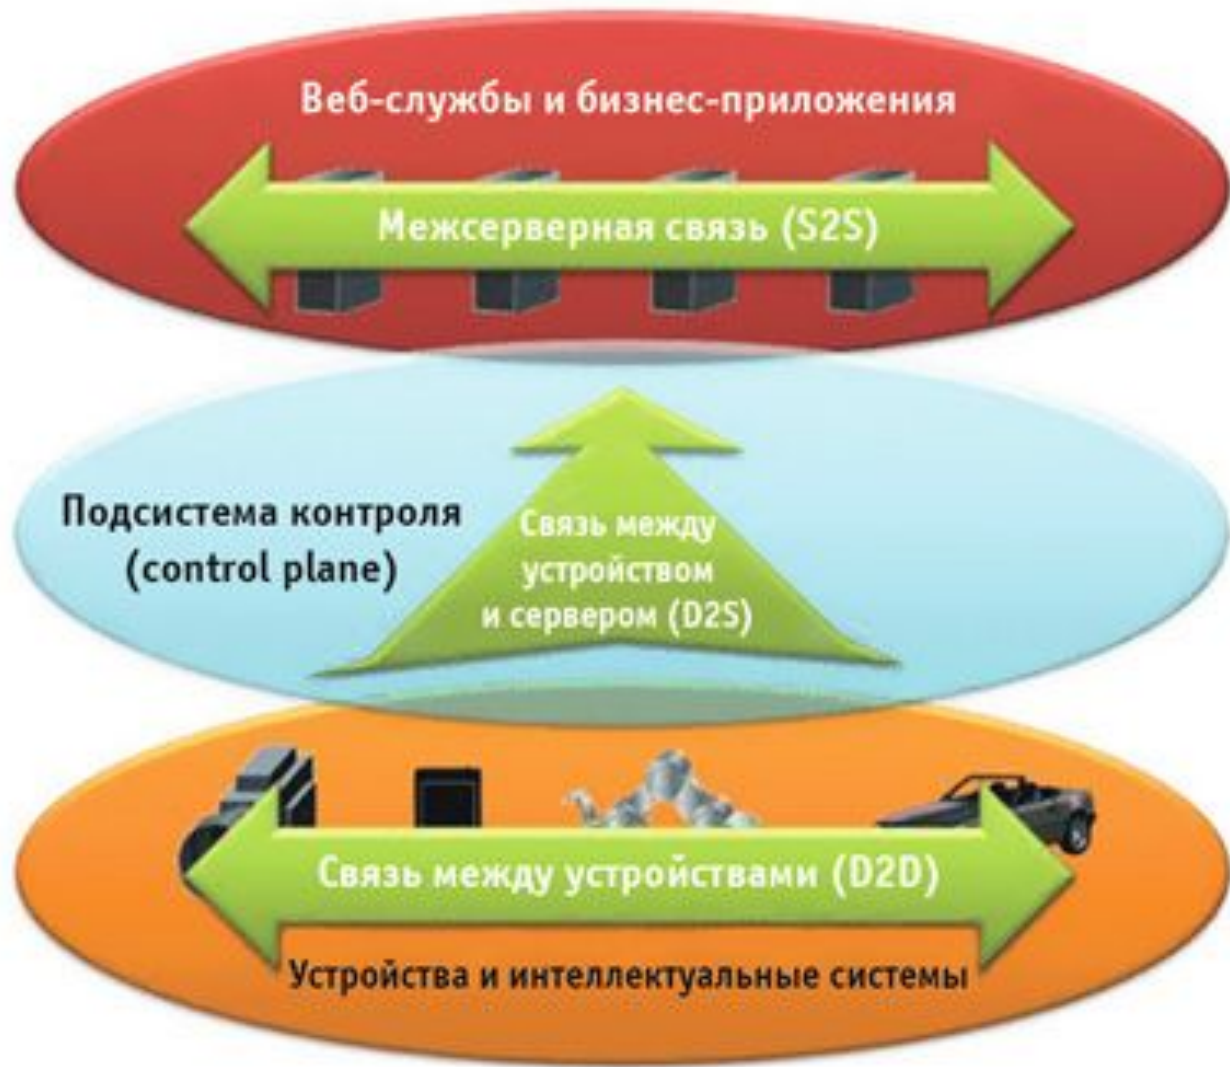 Веб-службы и бизнес-приложения
Межсерверная связь (S2S)
Подсистема контроля
(control plane)
Связь между
устройством
и сервером (D2S)
Связь между устройствами (D2D)
Устройства и интеллектуальные системы